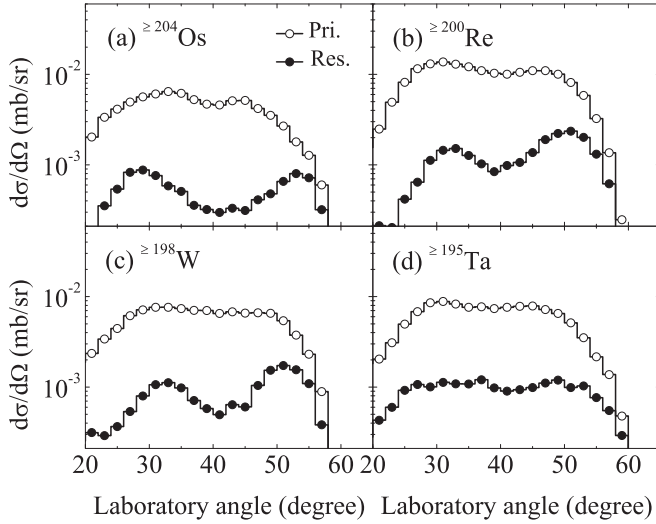 (a) ≥204Os
Pri.
Res.
(b) ≥200Re
10⁻²
10⁻³
dσ/dΩ (mb/sr)
(c) ≥198W
(d) ≥195Ta
10⁻²
10⁻³
dσ/dΩ (mb/sr)
20 30 40 50 60 20 30 40 50 60
Laboratory angle (degree) Laboratory angle (degree)